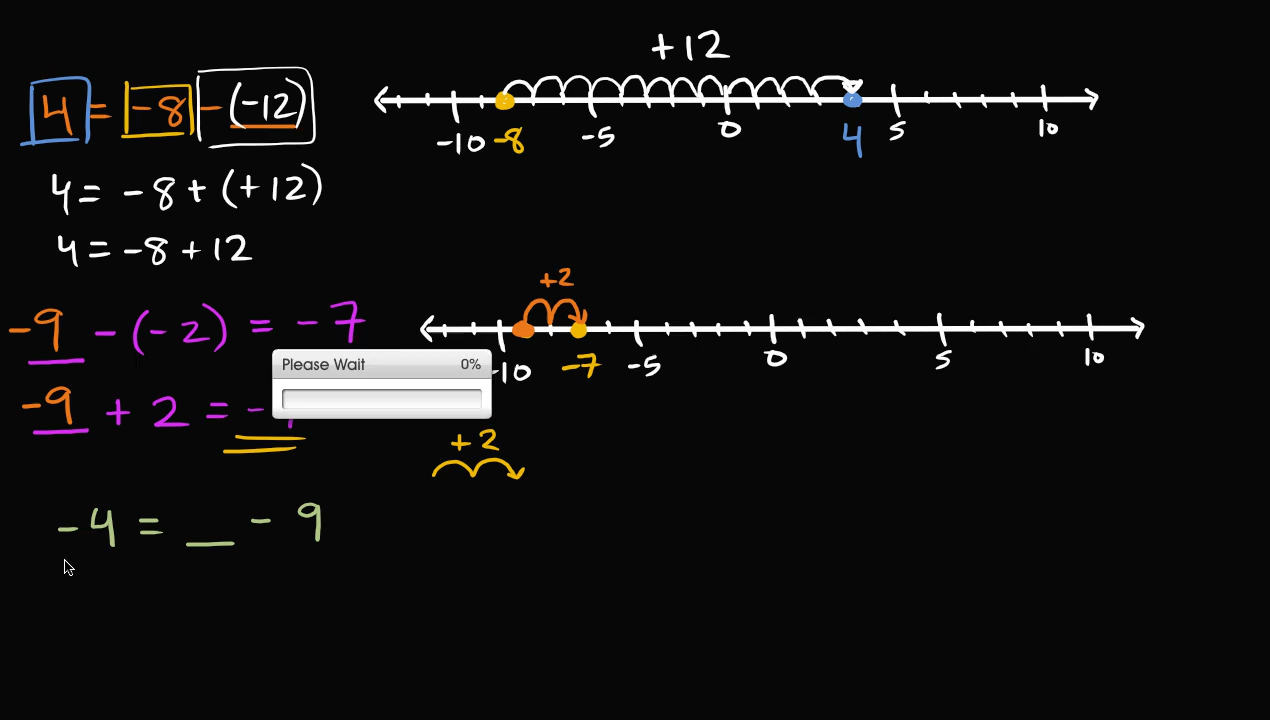 +12
4 = -8 - (-12)
-10 -8 -5 0 4 5 10
4 = -8 + (+12)
4 = -8 + 12
+2
-9 - (-2) = -7
-10 -7 -5 0 5 10
Please Wait 0%
-9 + 2 = -
+2
-4 = __ - 9